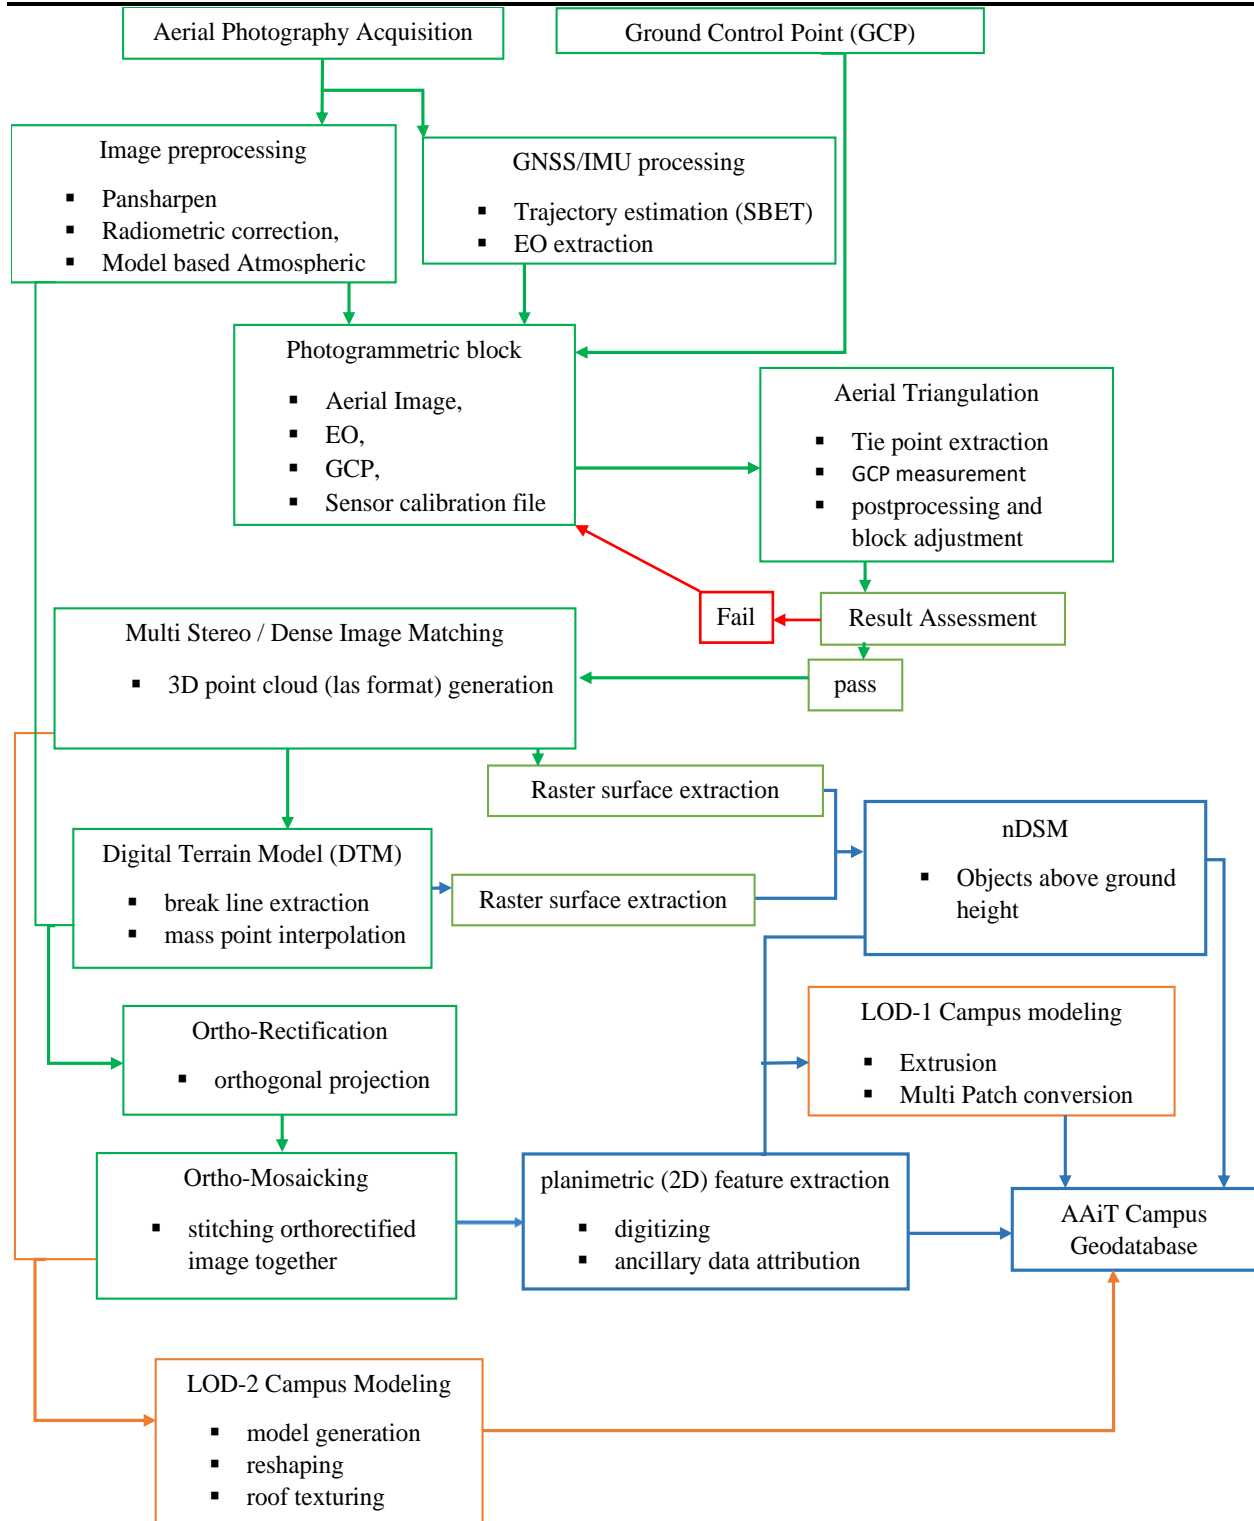 Aerial Photography Acquisition
Ground Control Point (GCP)
Image preprocessing
▪ Pansharpen
▪ Radiometric correction,
▪ Model based Atmospheric
GNSS/IMU processing
▪ Trajectory estimation (SBET)
▪ EO extraction
Photogrammetric block
▪ Aerial Image,
▪ EO,
▪ GCP,
▪ Sensor calibration file
Aerial Triangulation
▪ Tie point extraction
▪ GCP measurement
▪ postprocessing and
block adjustment
Fail
Result Assessment
pass
Multi Stereo / Dense Image Matching
▪ 3D point cloud (las format) generation
Raster surface extraction
nDSM
▪ Objects above ground
height
Digital Terrain Model (DTM)
▪ break line extraction
▪ mass point interpolation
Raster surface extraction
LOD-1 Campus modeling
▪ Extrusion
▪ Multi Patch conversion
Ortho-Rectification
▪ orthogonal projection
Ortho-Mosaicking
▪ stitching orthorectified
image together
planimetric (2D) feature extraction
▪ digitizing
▪ ancillary data attribution
AAiT Campus
Geodatabase
LOD-2 Campus Modeling
▪ model generation
▪ reshaping
▪ roof texturing